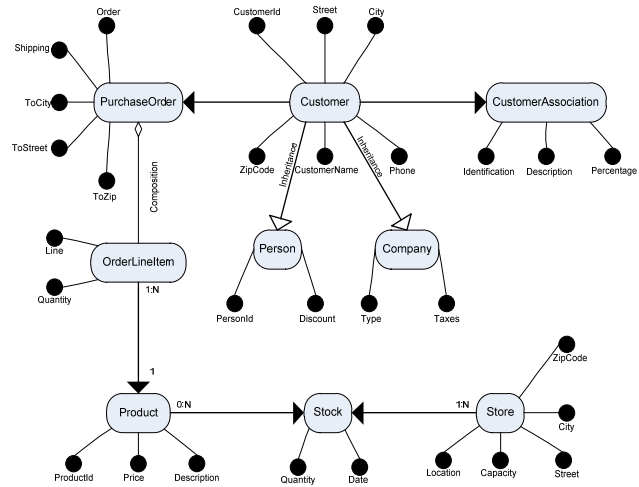 CustomerId
Street
City
Order
Shipping
ToCity
ToStreet
ToZip
PurchaseOrder
Customer
CustomerAssociation
ZipCode
CustomerName
Phone
Identification
Description
Percentage
Composition
Inheritance
Inheritance
Line
Quantity
OrderLineItem
Person
Company
1:N
PersonId
Discount
Type
Taxes
1
ZipCode
Product
0:N
Stock
1:N
Store
City
ProductId
Price
Description
Quantity
Date
Location
Capacity
Street